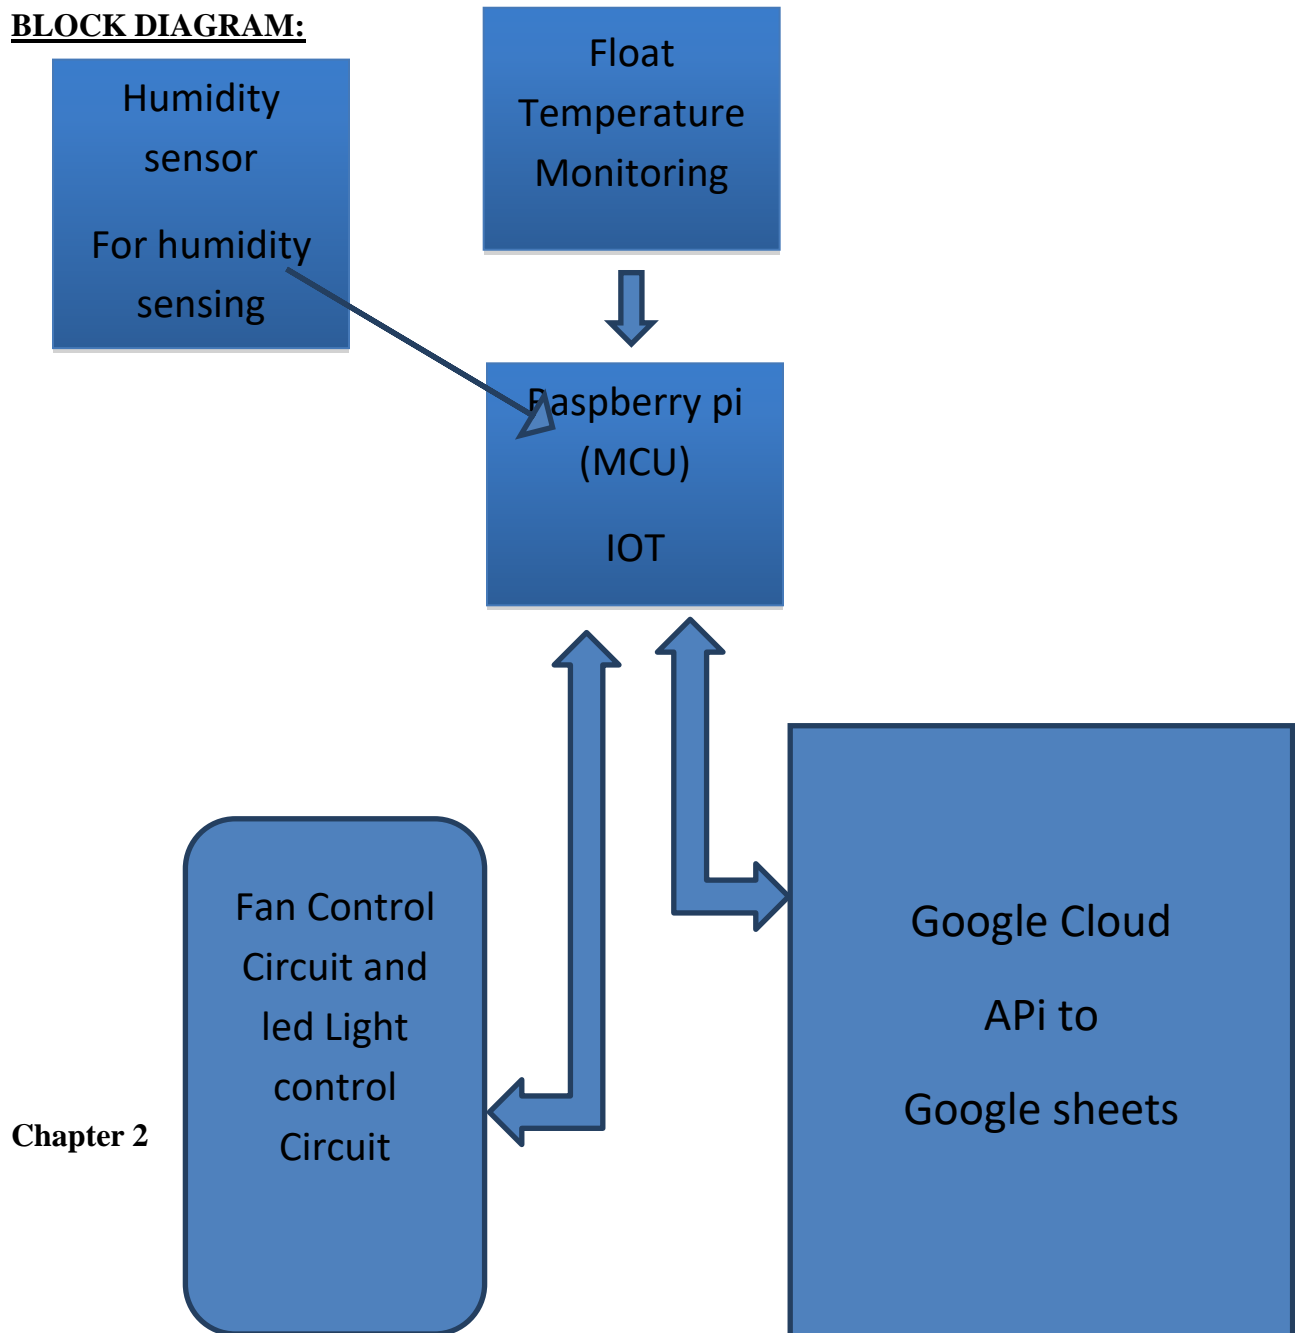 BLOCK DIAGRAM:
Humidity
sensor
For humidity
sensing
Float
Temperature
Monitoring
Raspberry pi
(MCU)
IOT
Fan Control
Circuit and
led Light
control
Circuit
Google Cloud
APi to
Google sheets
Chapter 2